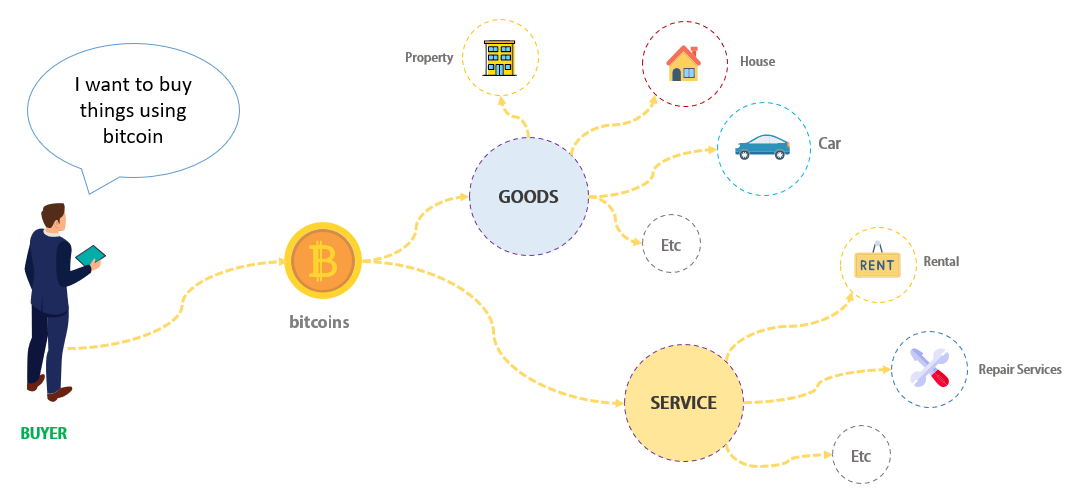 I want to buy
things using
bitcoin
Property
House
Car
GOODS
Etc
RENT
Rental
bitcoins
Repair Services
SERVICE
BUYER
Etc